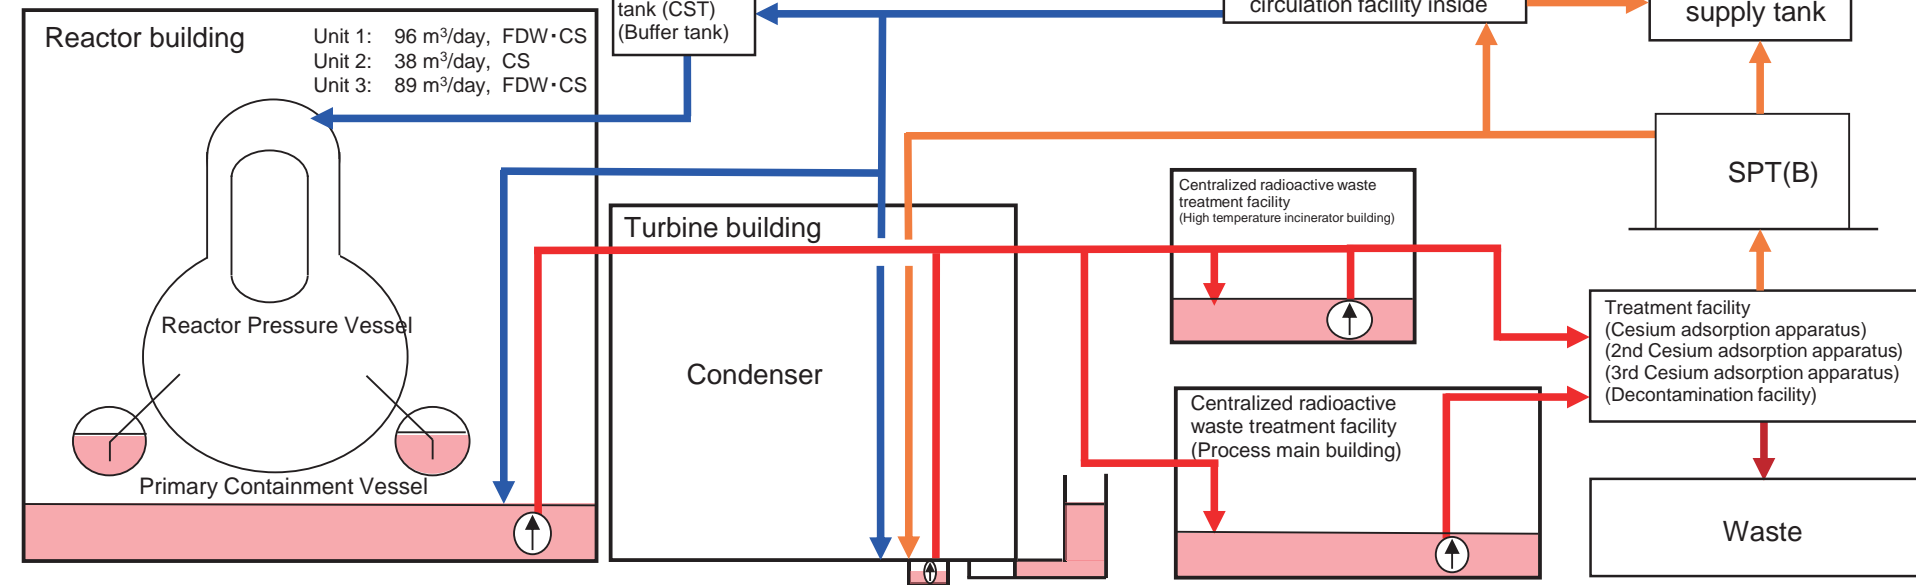 tank (CST)
(Buffer tank)
circulation facility inside
supply tank
Reactor building
Unit 1: 96 m³/day, FDW・CS
Unit 2: 38 m³/day, CS
Unit 3: 89 m³/day, FDW・CS
SPT(B)
Centralized radioactive waste
treatment facility
(High temperature incinerator building)
Turbine building
Reactor Pressure Vessel
Condenser
Treatment facility
(Cesium adsorption apparatus)
(2nd Cesium adsorption apparatus)
(3rd Cesium adsorption apparatus)
(Decontamination facility)
Centralized radioactive
waste treatment facility
(Process main building)
Primary Containment Vessel
Waste